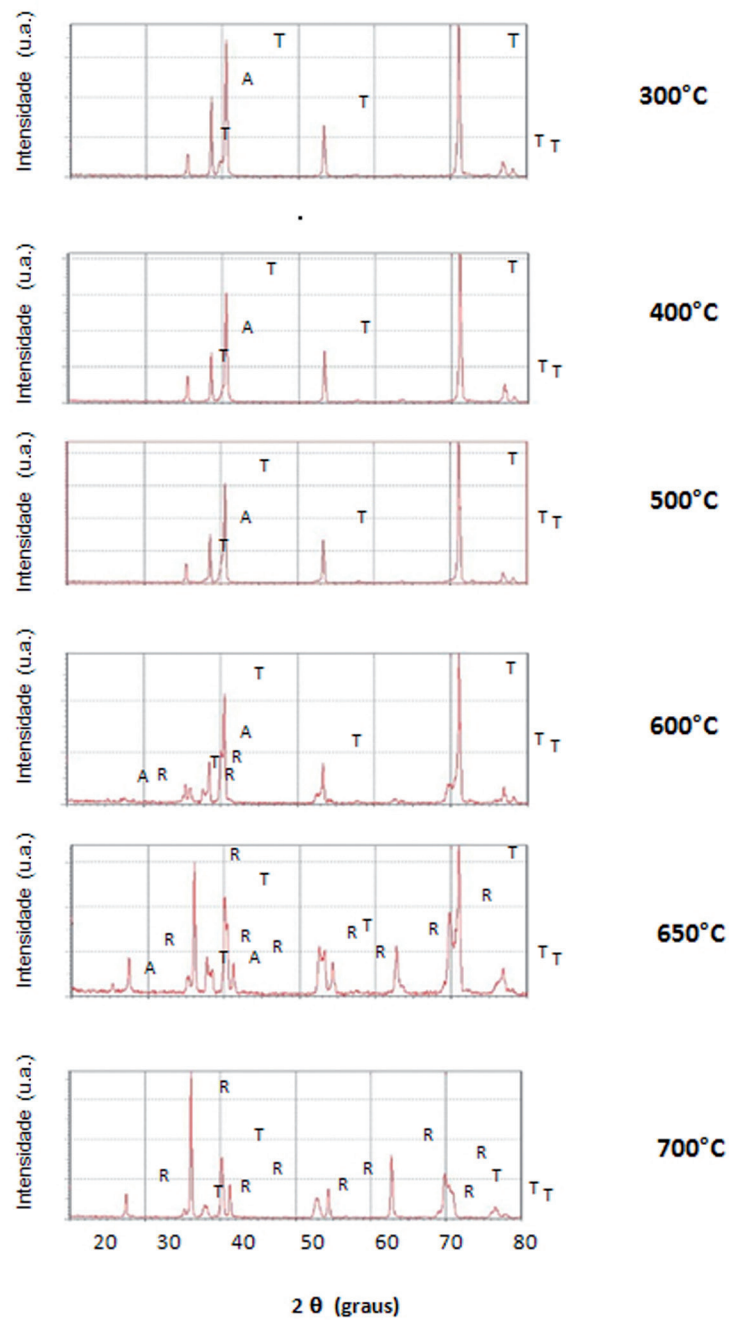 Intensidade (u.a.)
T
T
A
T
T
T T
300°C
Intensidade (u.a.)
T
T
A
T
T
T T
400°C
Intensidade (u.a.)
T
T
A
T
T
T T
500°C
Intensidade (u.a.)
T
T
A
T
T
R
A
R
R
T T
600°C
Intensidade (u.a.)
R
T
T
R
R
R
R
T
R
R
R
T
A
A
T T
650°C
Intensidade (u.a.)
R
T
R
R
R
R
R
T
R
T
R
R
T T
700°C
20 30 40 50 60 70 80
2 θ (graus)